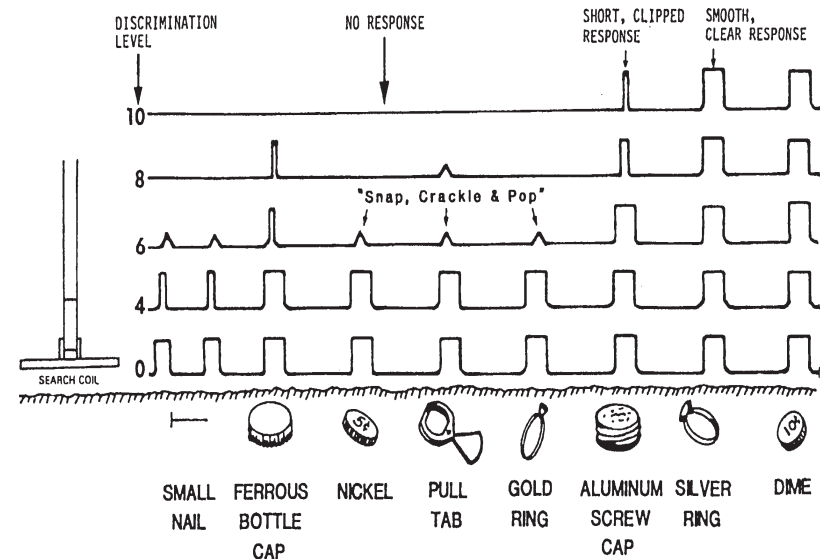 DISCRIMINATION
LEVEL
NO RESPONSE
SHORT, CLIPPED
RESPONSE
SMOOTH,
CLEAR RESPONSE
10
8
"Snap, Crackle & Pop"
6
4
0
SEARCH COIL
5¢
10¢
SMALL
NAIL
FERROUS
BOTTLE
CAP
NICKEL
PULL
TAB
GOLD
RING
ALUMINUM
SCREW
CAP
SILVER
RING
DIME